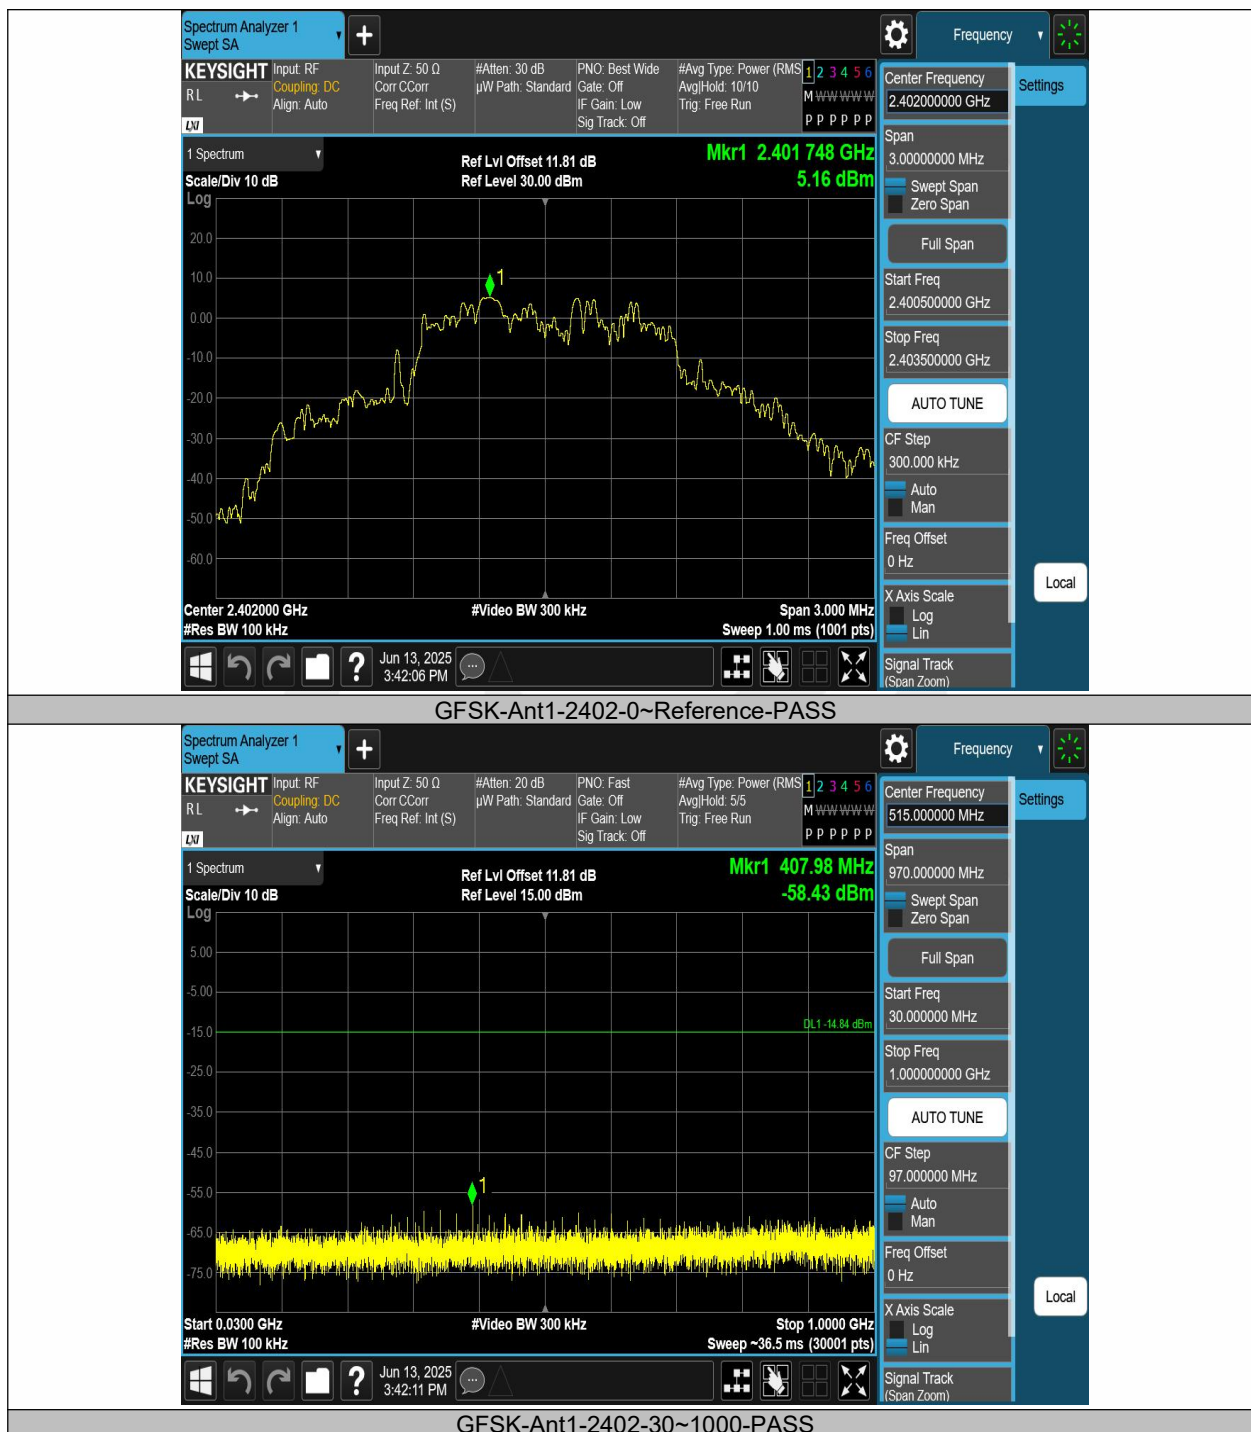 Spectrum Analyzer 1
Swept SA
+
Frequency
KEYSIGHT
RL
LXI
Input: RF
Coupling: DC
Align: Auto
Input Z: 50 Ω
Corr CCorr
Freq Ref: Int (S)
#Atten: 30 dB
µW Path: Standard
PNO: Best Wide
Gate: Off
IF Gain: Low
Sig Track: Off
#Avg Type: Power (RMS
Avg|Hold: 10/10
Trig: Free Run
1 2 3 4 5 6
M W W W W W
P P P P P P
Center Frequency
2.402000000 GHz
Settings
Span
3.00000000 MHz
Swept Span
Zero Span
Full Span
Start Freq
2.400500000 GHz
Stop Freq
2.403500000 GHz
AUTO TUNE
CF Step
300.000 kHz
Auto
Man
Freq Offset
0 Hz
X Axis Scale
Log
Lin
Signal Track
(Span Zoom)
Local
1 Spectrum
Scale/Div 10 dB
Log
Ref Lvl Offset 11.81 dB
Ref Level 30.00 dBm
Mkr1 2.401 748 GHz
5.16 dBm
20.0
10.0
1
0.00
-10.0
-20.0
-30.0
-40.0
-50.0
-60.0
Center 2.402000 GHz
#Res BW 100 kHz
#Video BW 300 kHz
Span 3.000 MHz
Sweep 1.00 ms (1001 pts)
?
Jun 13, 2025
3:42:06 PM
GFSK-Ant1-2402-0~Reference-PASS
Spectrum Analyzer 1
Swept SA
+
Frequency
KEYSIGHT
RL
LXI
Input: RF
Coupling: DC
Align: Auto
Input Z: 50 Ω
Corr CCorr
Freq Ref: Int (S)
#Atten: 20 dB
µW Path: Standard
PNO: Fast
Gate: Off
IF Gain: Low
Sig Track: Off
#Avg Type: Power (RMS
Avg|Hold: 5/5
Trig: Free Run
1 2 3 4 5 6
M W W W W W
P P P P P P
Center Frequency
515.000000 MHz
Settings
Span
970.000000 MHz
Swept Span
Zero Span
Full Span
Start Freq
30.000000 MHz
Stop Freq
1.000000000 GHz
AUTO TUNE
CF Step
97.000000 MHz
Auto
Man
Freq Offset
0 Hz
X Axis Scale
Log
Lin
Signal Track
(Span Zoom)
Local
1 Spectrum
Scale/Div 10 dB
Log
Ref Lvl Offset 11.81 dB
Ref Level 15.00 dBm
Mkr1 407.98 MHz
-58.43 dBm
5.00
-5.00
DL1 -14.84 dBm
-15.0
-25.0
-35.0
-45.0
1
-55.0
-65.0
-75.0
Start 0.0300 GHz
#Res BW 100 kHz
#Video BW 300 kHz
Stop 1.0000 GHz
Sweep ~36.5 ms (30001 pts)
?
Jun 13, 2025
3:42:11 PM
GFSK-Ant1-2402-30~1000-PASS